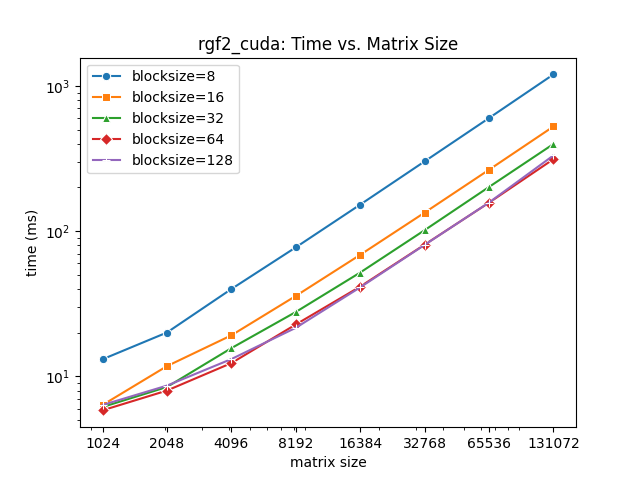 rgf2_cuda: Time vs. Matrix Size
blocksize=8
blocksize=16
blocksize=32
blocksize=64
blocksize=128
10³
10²
10¹
time (ms)
1024 2048 4096 8192 16384 32768 65536 131072
matrix size